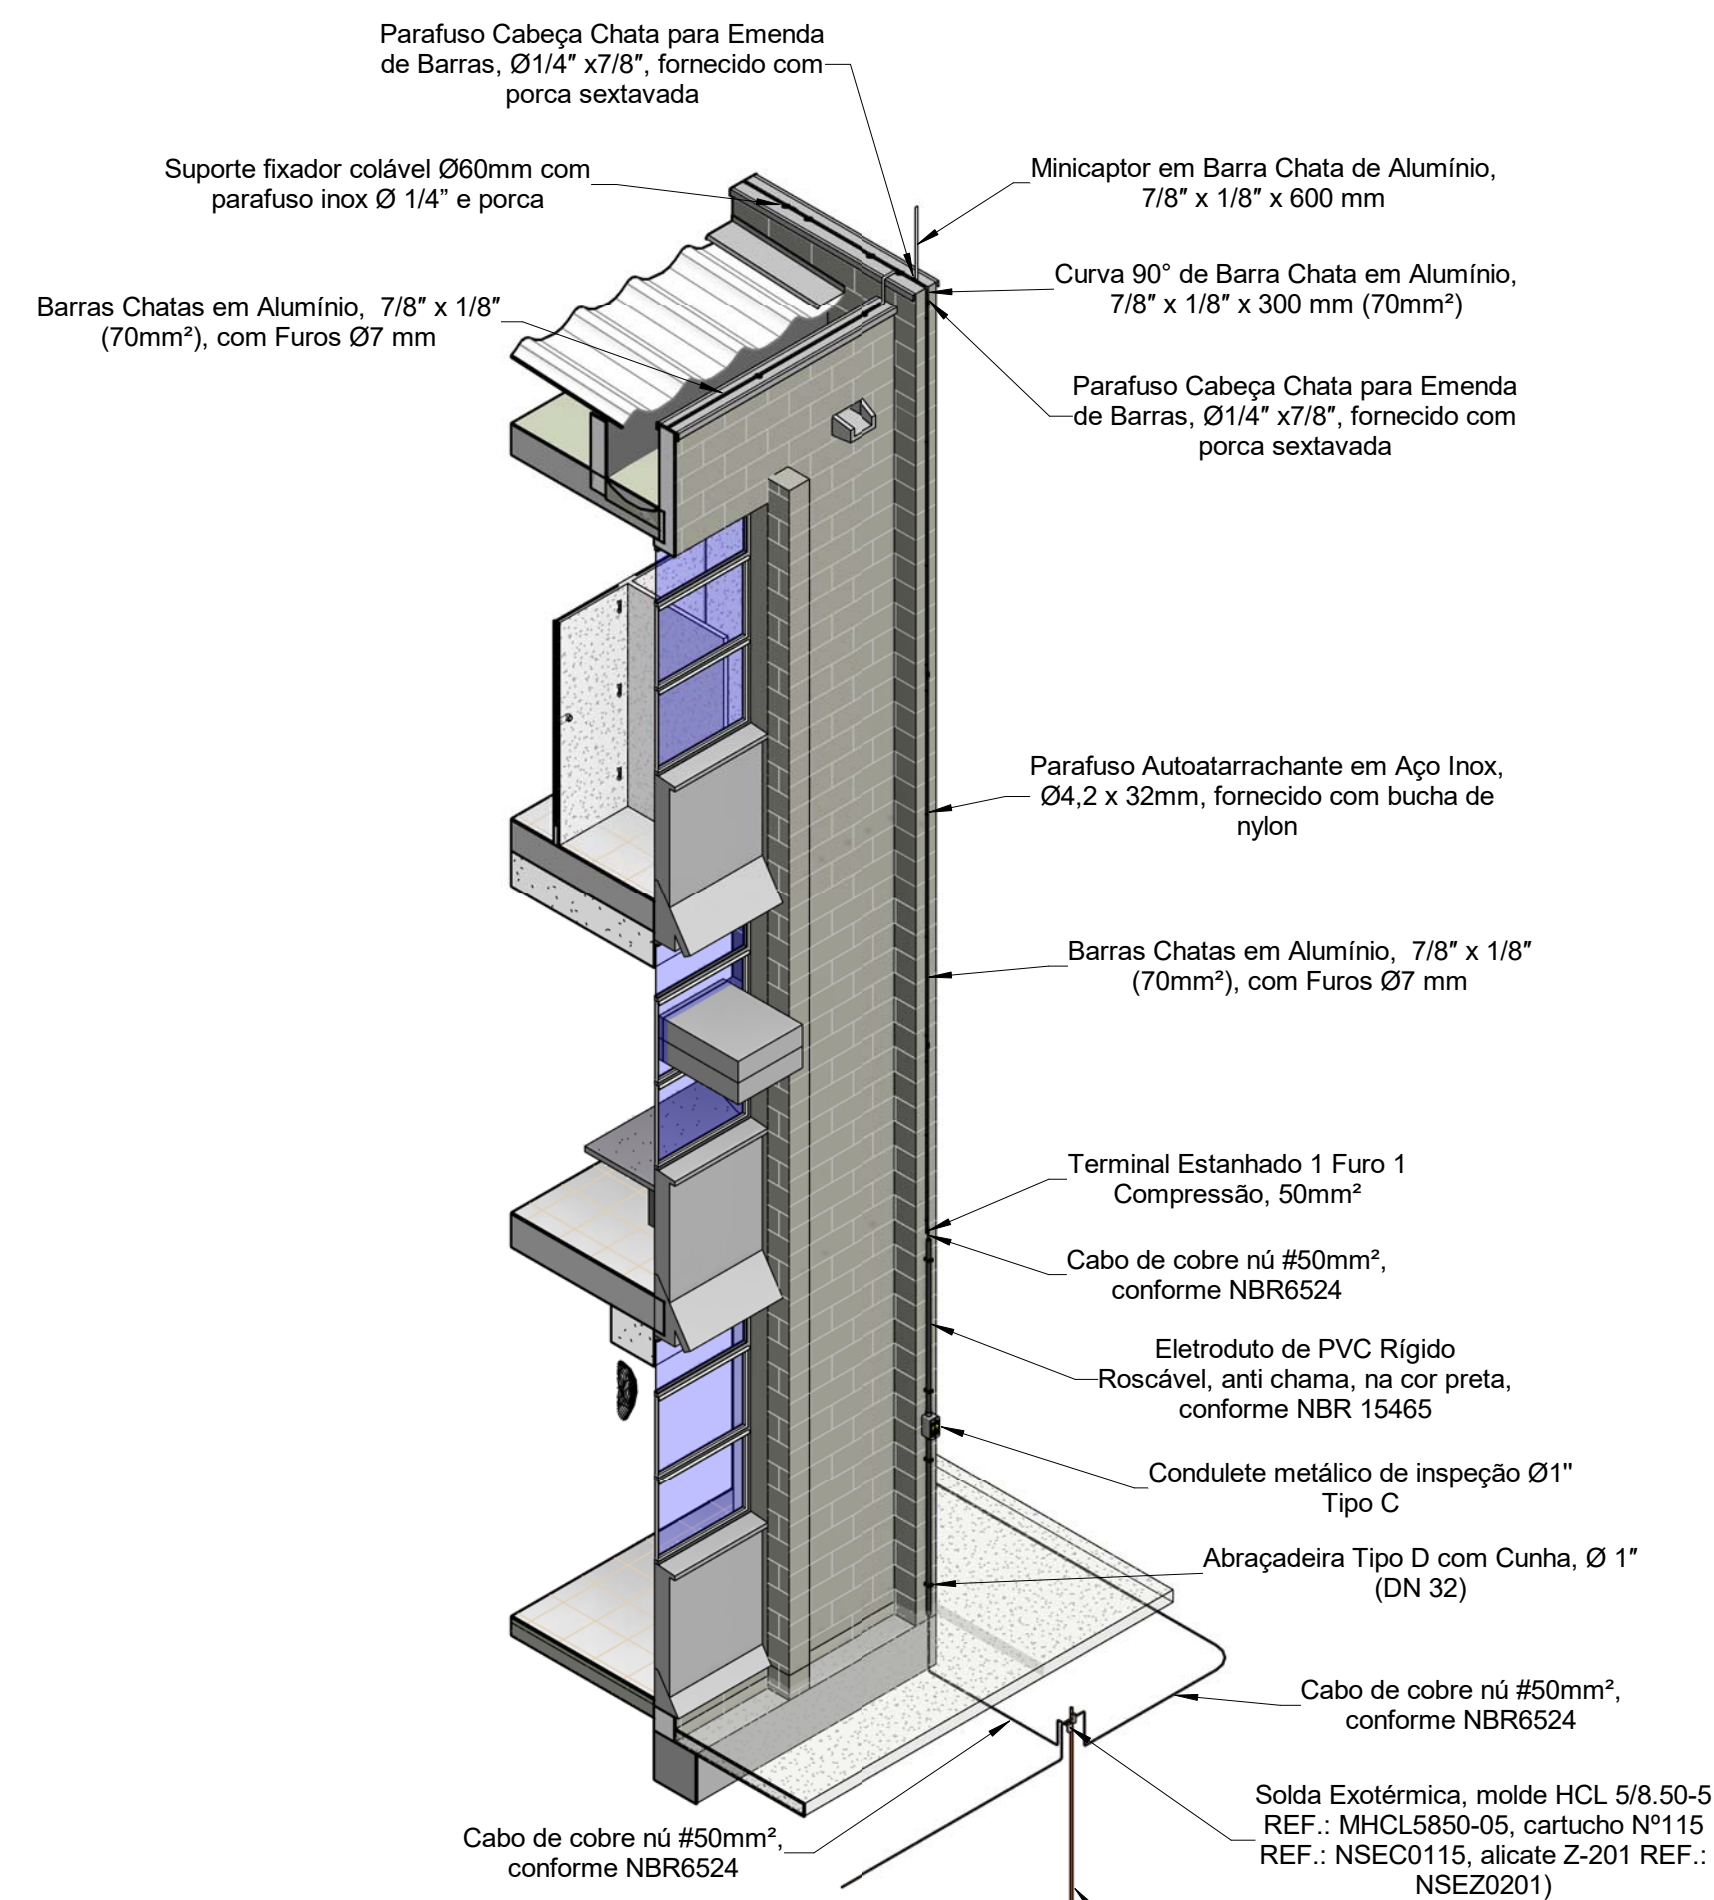 Parafuso Cabeça Chata para Emenda
de Barras, Ø1/4″ x7/8″, fornecido com
porca sextavada
Suporte fixador colável Ø60mm com
parafuso inox Ø 1/4” e porca
Minicaptor em Barra Chata de Alumínio,
7/8″ x 1/8″ x 600 mm
Curva 90° de Barra Chata em Alumínio,
7/8″ x 1/8″ x 300 mm (70mm²)
Barras Chatas em Alumínio, 7/8″ x 1/8″
(70mm²), com Furos Ø7 mm
Parafuso Cabeça Chata para Emenda
de Barras, Ø1/4″ x7/8″, fornecido com
porca sextavada
Parafuso Autoatarrachante em Aço Inox,
Ø4,2 x 32mm, fornecido com bucha de
nylon
Barras Chatas em Alumínio, 7/8″ x 1/8″
(70mm²), com Furos Ø7 mm
Terminal Estanhado 1 Furo 1
Compressão, 50mm²
Cabo de cobre nú #50mm²,
conforme NBR6524
Eletroduto de PVC Rígido
Roscável, anti chama, na cor preta,
conforme NBR 15465
Condulete metálico de inspeção Ø1"
Tipo C
Abraçadeira Tipo D com Cunha, Ø 1″
(DN 32)
Cabo de cobre nú #50mm²,
conforme NBR6524
Solda Exotérmica, molde HCL 5/8.50-5
REF.: MHCL5850-05, cartucho Nº115
REF.: NSEC0115, alicate Z-201 REF.:
NSEZ0201)
Cabo de cobre nú #50mm²,
conforme NBR6524